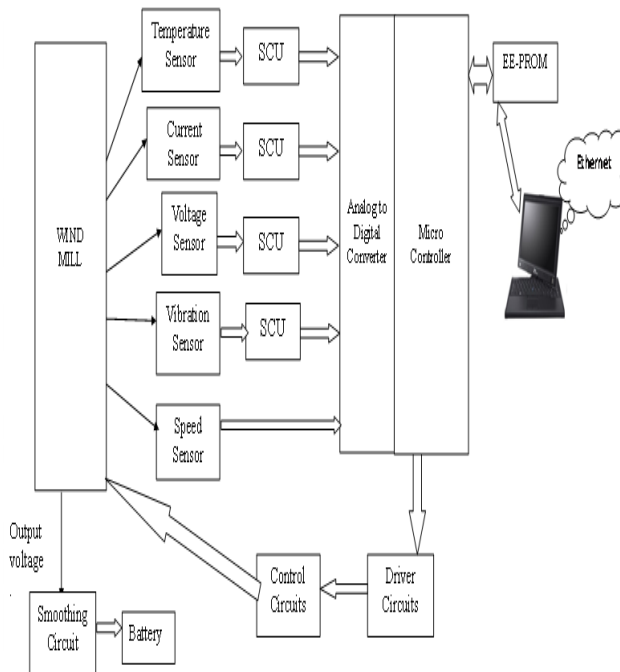 Temperature
Sensor
SCU
EE-PROM
Current
Sensor
SCU
Ethernet
WIND
MILL
Voltage
Sensor
SCU
Analog to
Digital
Converter
Micro
Controller
Vibration
Sensor
SCU
Speed
Sensor
Output
voltage
.
Control
Circuits
Driver
Circuits
Smoothing
Circuit
Battery